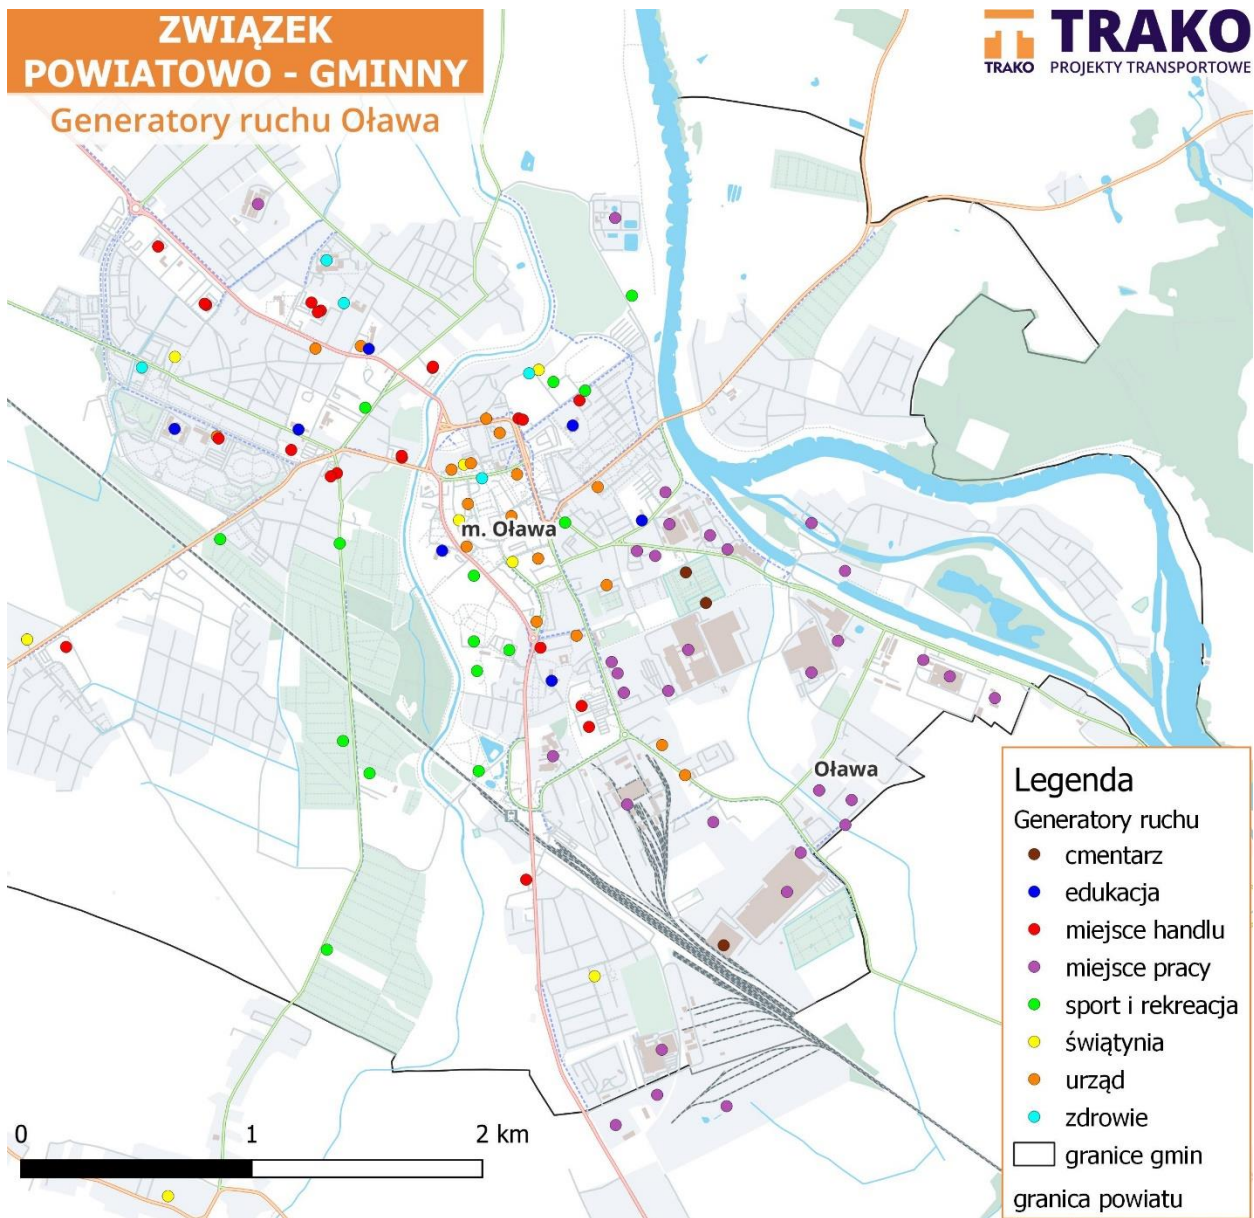 ZWIĄZEK
POWIATOWO - GMINNY
Generatory ruchu Oława
TRAKO
TRAKO
PROJEKTY TRANSPORTOWE
m. Oława
Oława
Legenda
Generatory ruchu
cmentarz
edukacja
miejsce handlu
miejsce pracy
sport i rekreacja
świątynia
urząd
zdrowie
granice gmin
granica powiatu
0 1 2 km